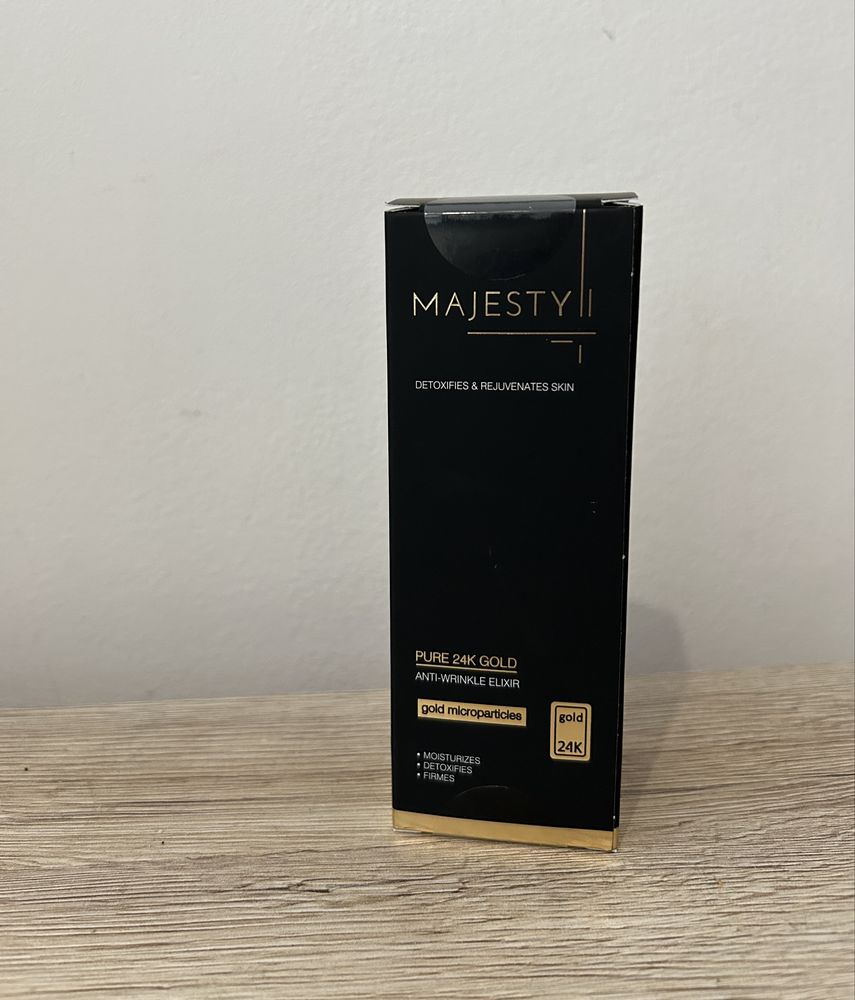 MAJESTY
DETOXIFIES & REJUVENATES SKIN
PURE 24K GOLD
ANTI-WRINKLE ELIXIR
gold microparticles
gold
24K
• MOISTURIZES
• DETOXIFIES
• FIRMES